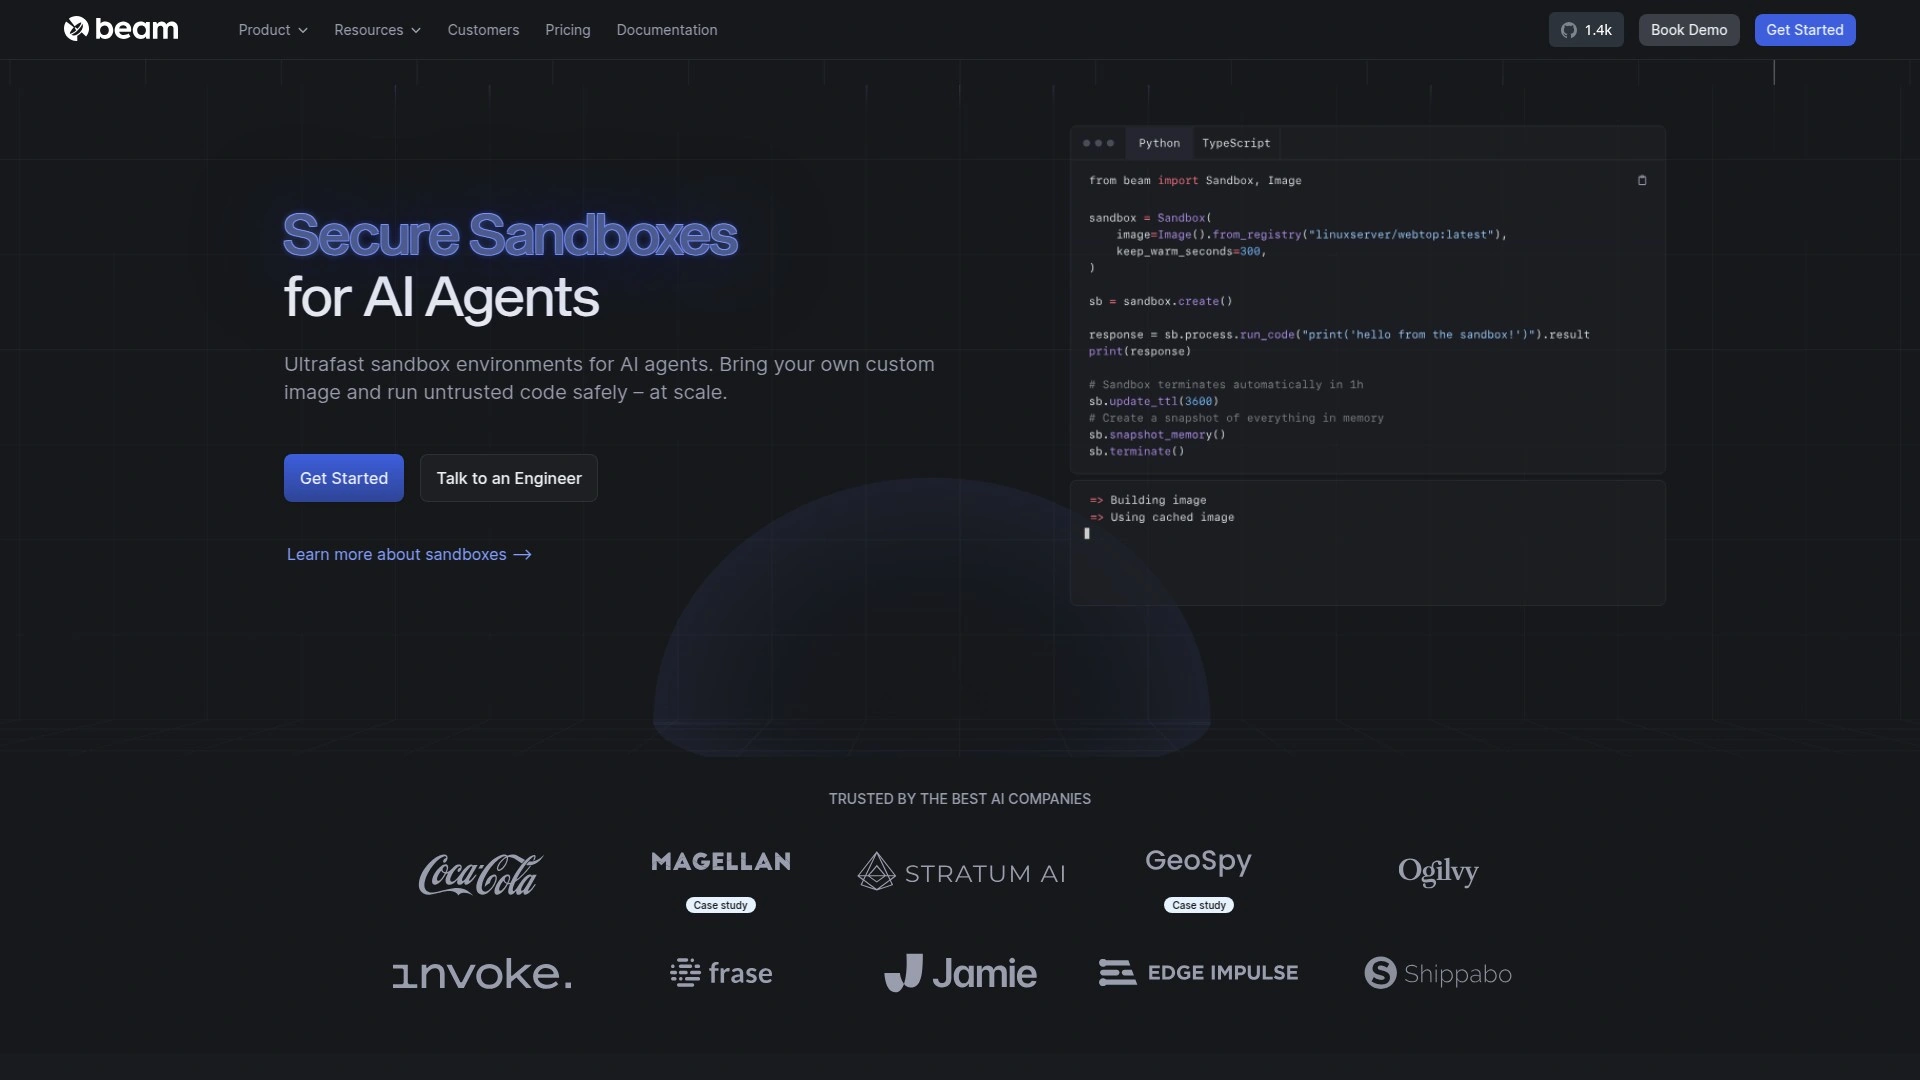 beam
Product
Resources
Customers
Pricing
Documentation
1.4k
Book Demo
Get Started
Secure Sandboxes
for AI Agents
Ultrafast sandbox environments for AI agents. Bring your own custom
image and run untrusted code safely – at scale.
Get Started
Talk to an Engineer
Learn more about sandboxes →
Python
TypeScript
from beam import Sandbox, Image
sandbox = Sandbox(
    image=Image().from_registry("linuxserver/webtop:latest"),
    keep_warm_seconds=300,
)
sb = sandbox.create()
response = sb.process.run_code("print('hello from the sandbox!')").result
print(response)
# Sandbox terminates automatically in 1h
sb.update_ttl(3600)
# Create a snapshot of everything in memory
sb.snapshot_memory()
sb.terminate()
=> Building image
=> Using cached image
TRUSTED BY THE BEST AI COMPANIES
Coca-Cola
MAGELLAN
Case study
STRATUM AI
GeoSpy
Case study
Ogilvy
invoke.
frase
Jamie
EDGE IMPULSE
Shippabo